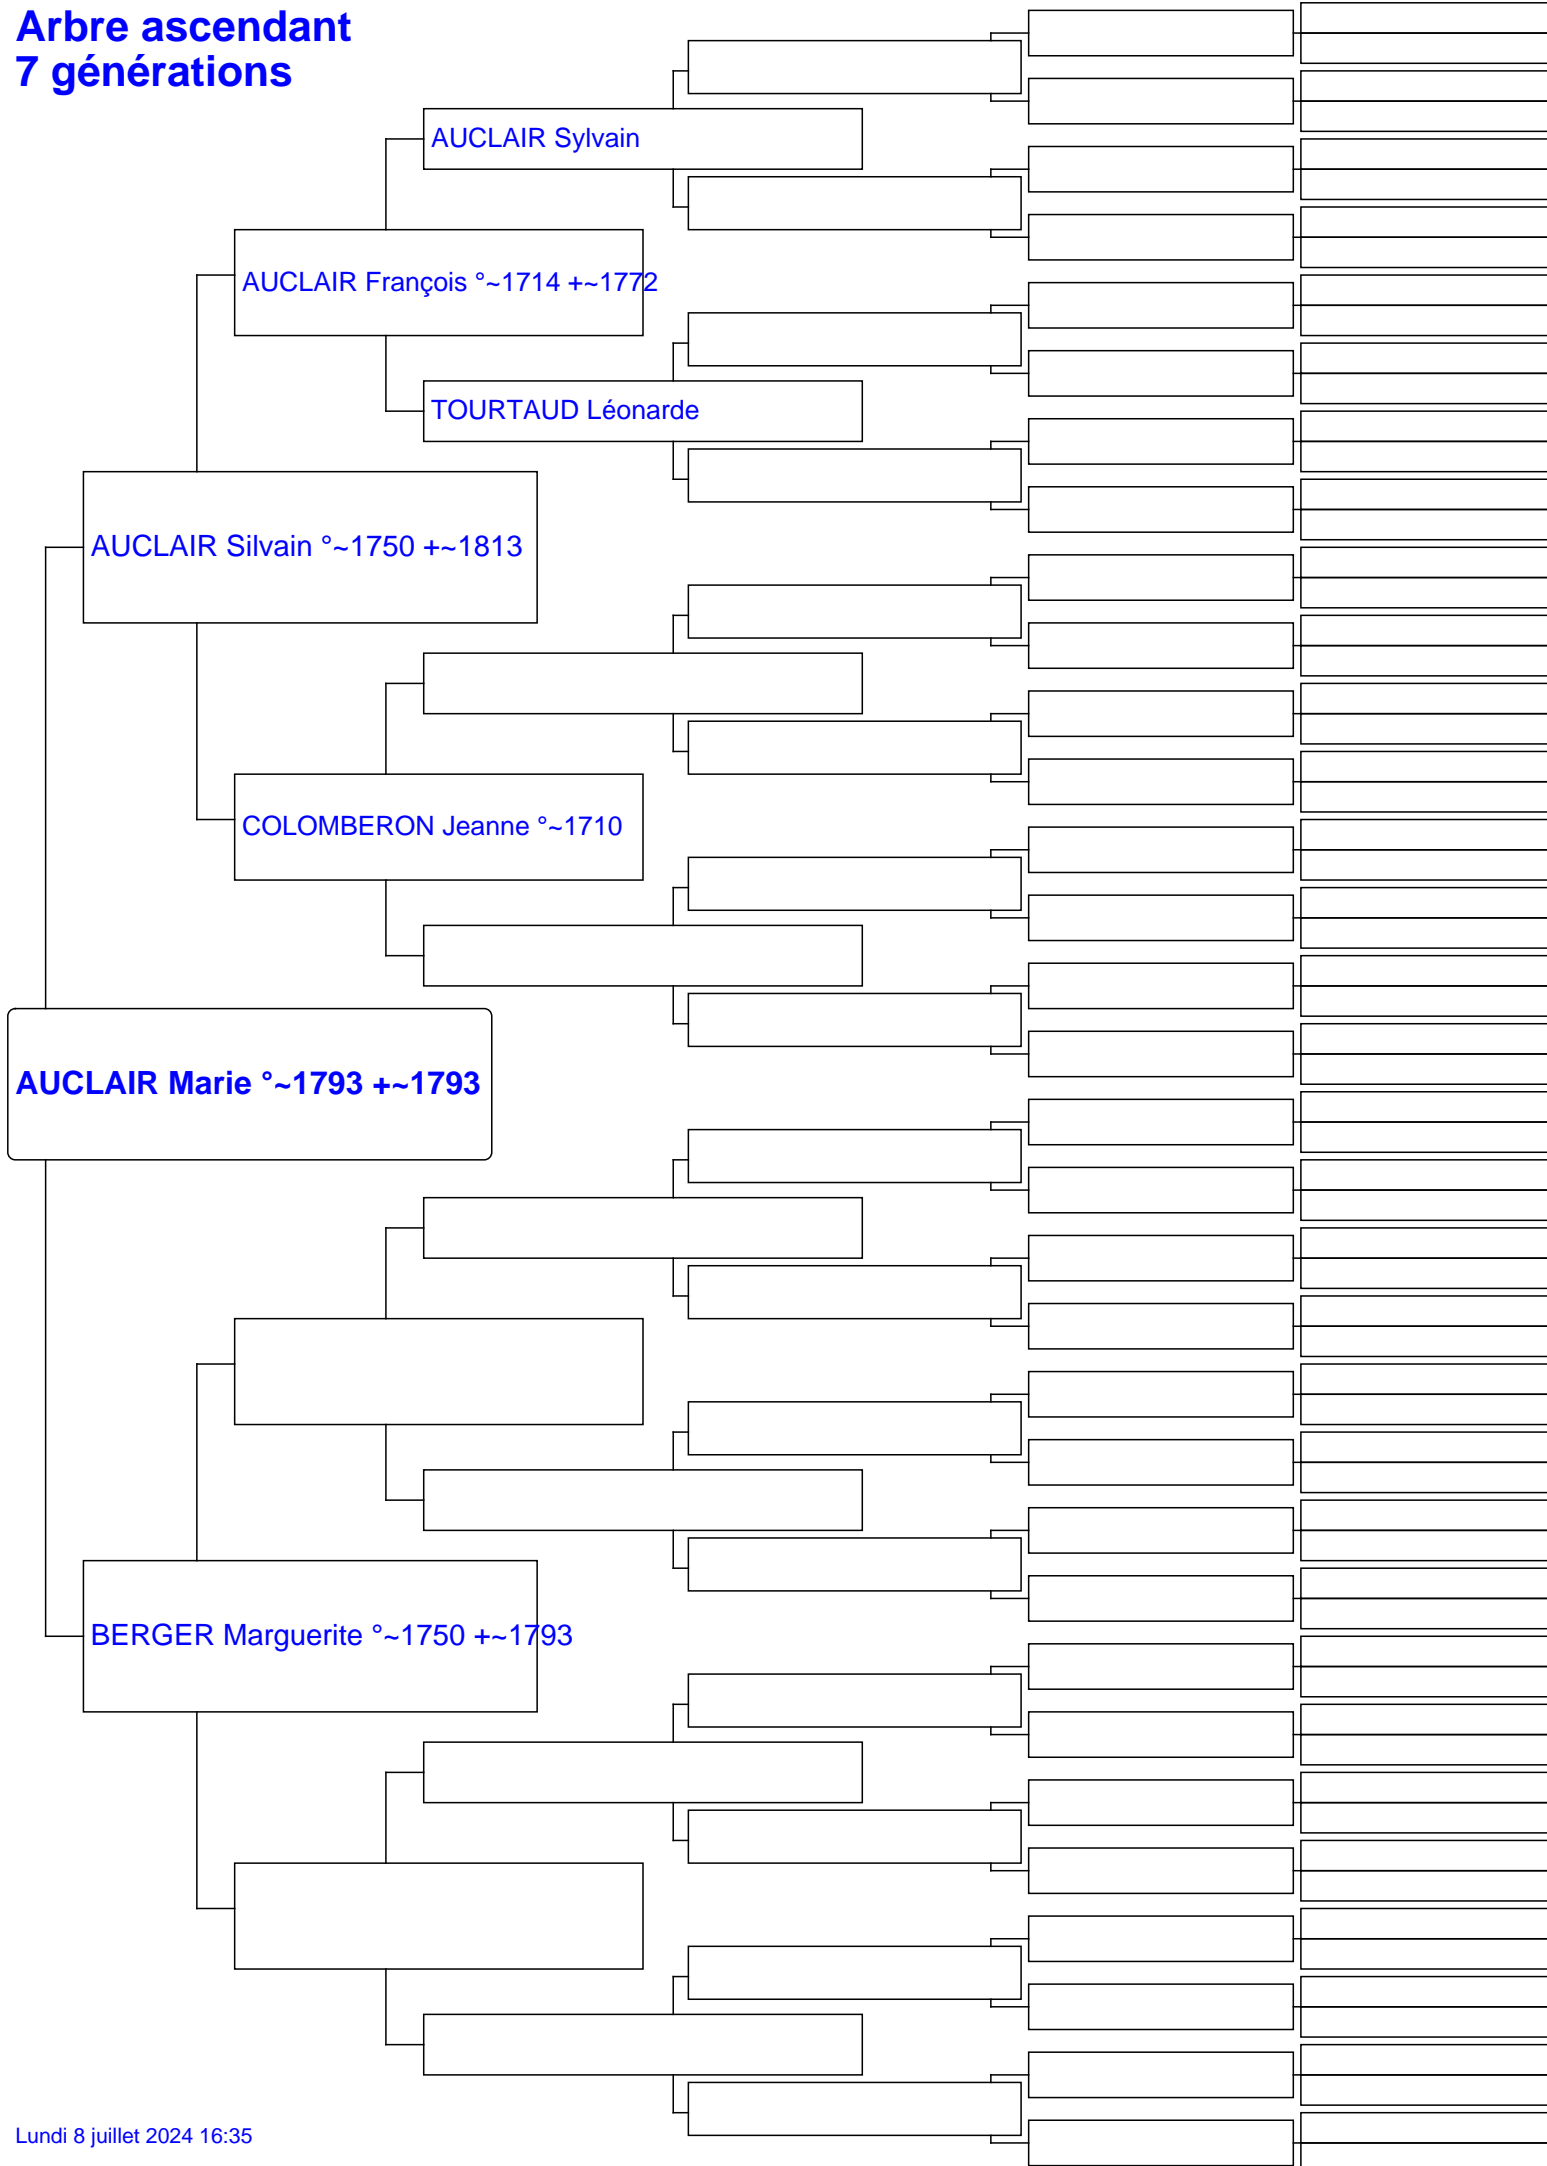 Arbre ascendant
7 générations
AUCLAIR Sylvain
AUCLAIR François °~1714 +~1772
TOURTAUD Léonarde
AUCLAIR Silvain °~1750 +~1813
COLOMBERON Jeanne °~1710
AUCLAIR Marie °~1793 +~1793
BERGER Marguerite °~1750 +~1793
Lundi 8 juillet 2024 16:35